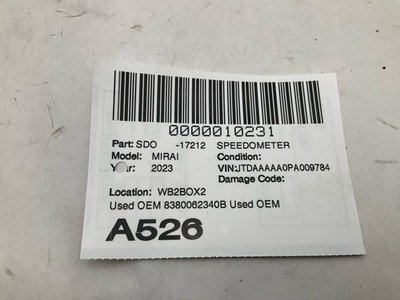 0000010231
Part: SDO -17212 SPEEDOMETER
Model: MIRAI Condition:
Year: 2023 VIN:JTDAAAAA0PA009784
Damage Code:
Location: WB2BOX2
Used OEM 8380062340B Used OEM
A526